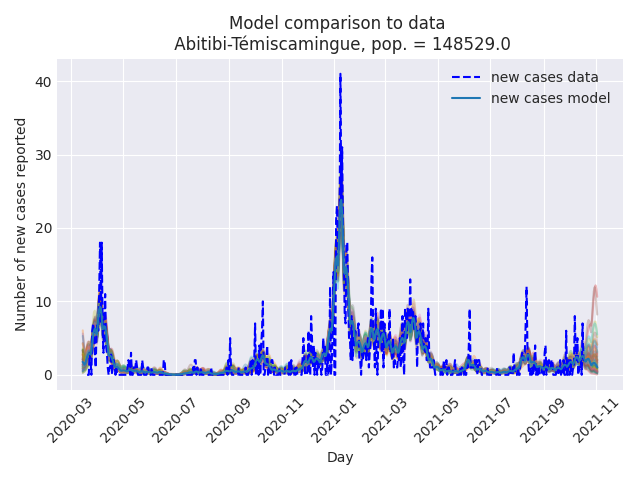 Model comparison to data
Abitibi-Témiscamingue, pop. = 148529.0
new cases data
new cases model
Number of new cases reported
40
30
20
10
0
2020-03
2020-05
2020-07
2020-09
2020-11
2021-01
2021-03
2021-05
2021-07
2021-09
2021-11
Day